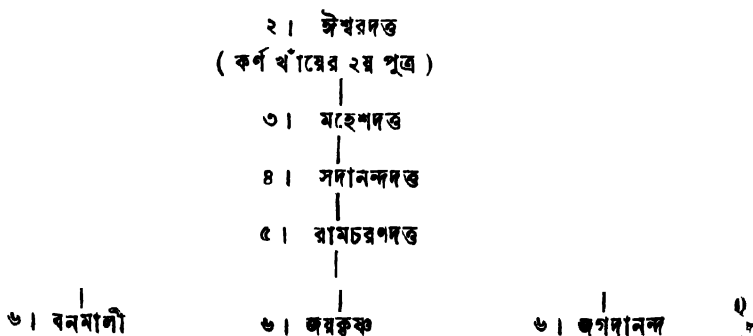 ২। ঈশ্বরদত্ত
( কর্ণ খাঁয়ের ২য় পুত্র )
৩। মহেশদত্ত
৪। সদানন্দদত্ত
৫। রামচরণদত্ত
৬। বনমালী ৬। জয়কৃষ্ণ ৬। জগদানন্দ